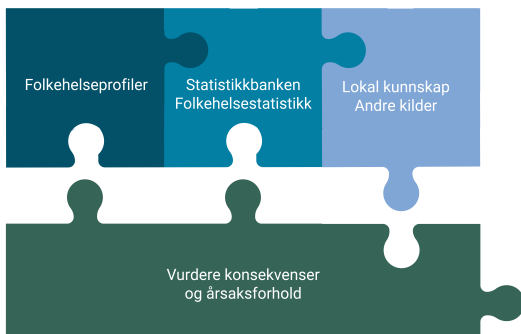 Folkehelseprofiler
Statistikkbanken
Folkehelsestatistikk
Lokal kunnskap
Andre kilder
Vurdere konsekvenser
og årsaksforhold